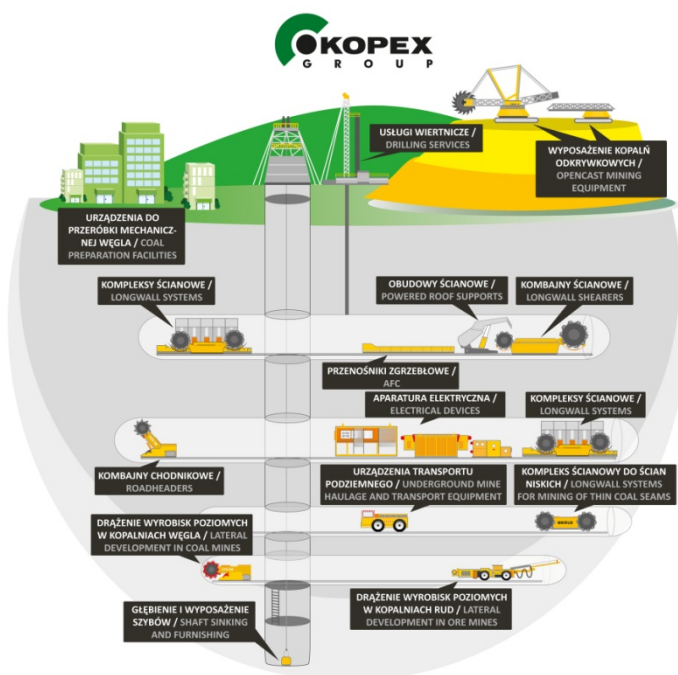 KOPEX
GROUP
USŁUGI WIERTNICZE /
DRILLING SERVICES
WYPOSAŻENIE KOPALŃ
ODKRYWKOWYCH /
OPENCAST MINING
EQUIPMENT
URZĄDZENIA DO
PRZERÓBKI MECHANICZ-
NEJ WĘGLA / COAL
PREPARATION FACILITIES
KOMPLEKSY ŚCIANOWE /
LONGWALL SYSTEMS
OBUDOWY ŚCIANOWE /
POWERED ROOF SUPPORTS
KOMBAJNY ŚCIANOWE /
LONGWALL SHEARERS
PRZENOŚNIKI ZGRZEBŁOWE /
AFC
APARATURA ELEKTRYCZNA /
ELECTRICAL DEVICES
KOMPLEKSY ŚCIANOWE /
LONGWALL SYSTEMS
KOMBAJNY CHODNIKOWE /
ROADHEADERS
URZĄDZENIA TRANSPORTU
PODZIEMNEGO / UNDERGROUND MINE
HAULAGE AND TRANSPORT EQUIPMENT
KOMPLEKS ŚCIANOWY DO ŚCIAN
NISKICH / LONGWALL SYSTEMS
FOR MINING OF THIN COAL SEAMS
DRĄŻENIE WYROBISK POZIOMYCH
W KOPALNIACH WĘGLA / LATERAL
DEVELOPMENT IN COAL MINES
DRĄŻENIE WYROBISK POZIOMYCH
W KOPALNIACH RUD / LATERAL
DEVELOPMENT IN ORE MINES
GŁĘBIENIE I WYPOSAŻENIE
SZYBÓW / SHAFT SINKING
AND FURNISHING